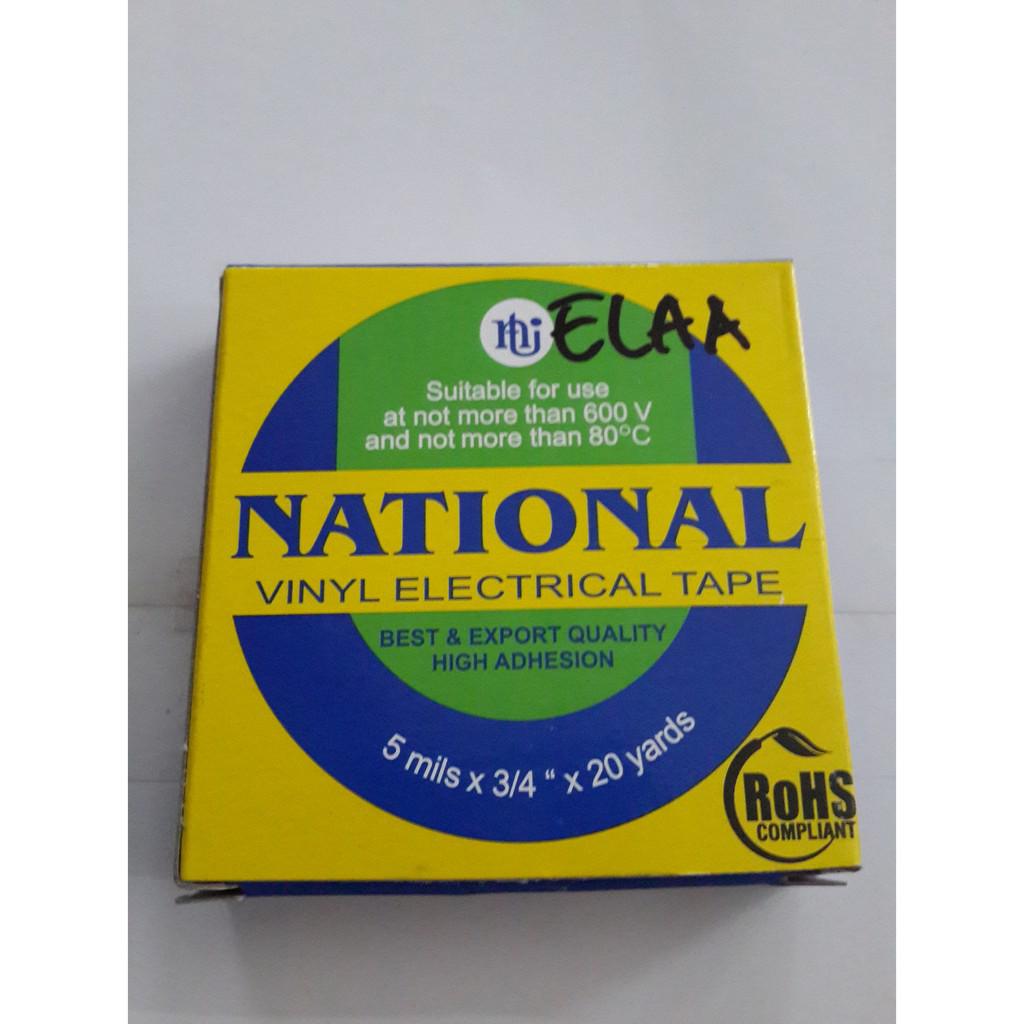 ELAA
Suitable for use
at not more than 600 V
and not more than 80°C
NATIONAL
VINYL ELECTRICAL TAPE
BEST & EXPORT QUALITY
HIGH ADHESION
5 mils x 3/4 “ x 20 yards
RoHS
COMPLIANT